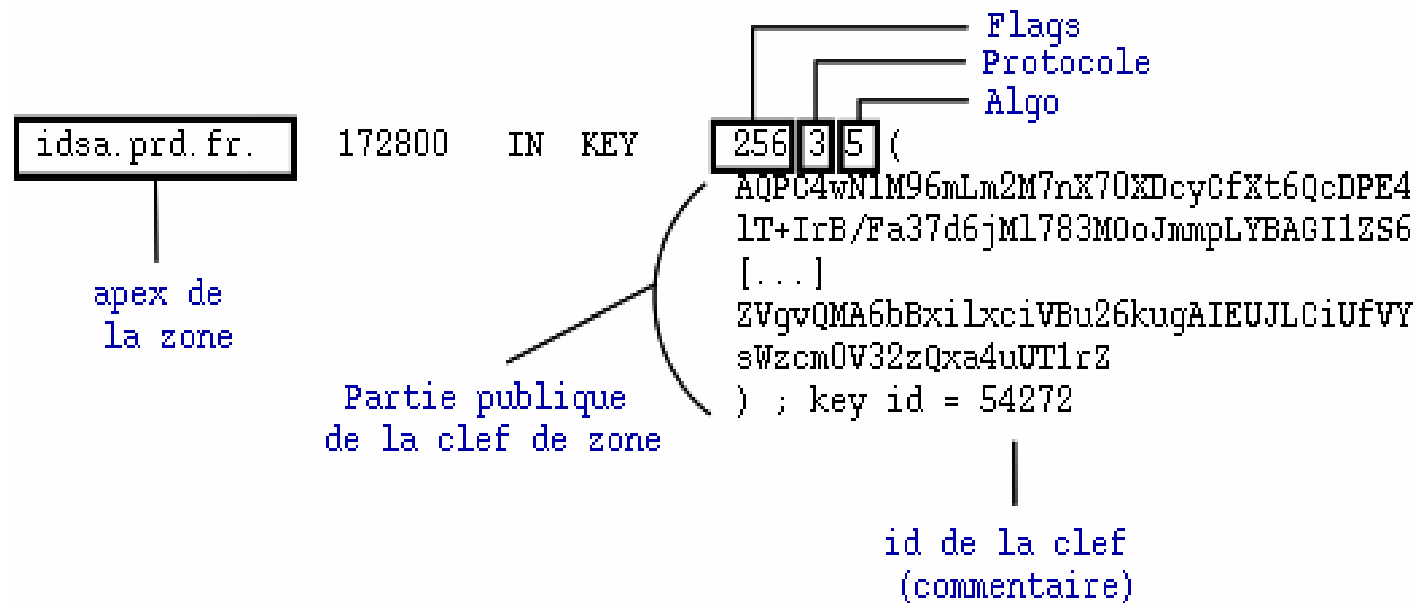 Flags
Protocole
Algo
idsa.prd.fr. 172800 IN KEY 256 3 5 (
AQPC4wN1M96mLm2M7nX70XDcyCfXt6QcDPE4
lT+IrB/Fa37d6jMl783M0oJmmpLYBAGI1ZS6
[...]
ZVgvQMA6bBxilxciVBu26kugAIEUJLCiUfVY
sWzcm0V32zQxa4uUT1rZ
) ; key id = 54272
apex de
la zone
Partie publique
de la clef de zone
id de la clef
(commentaire)